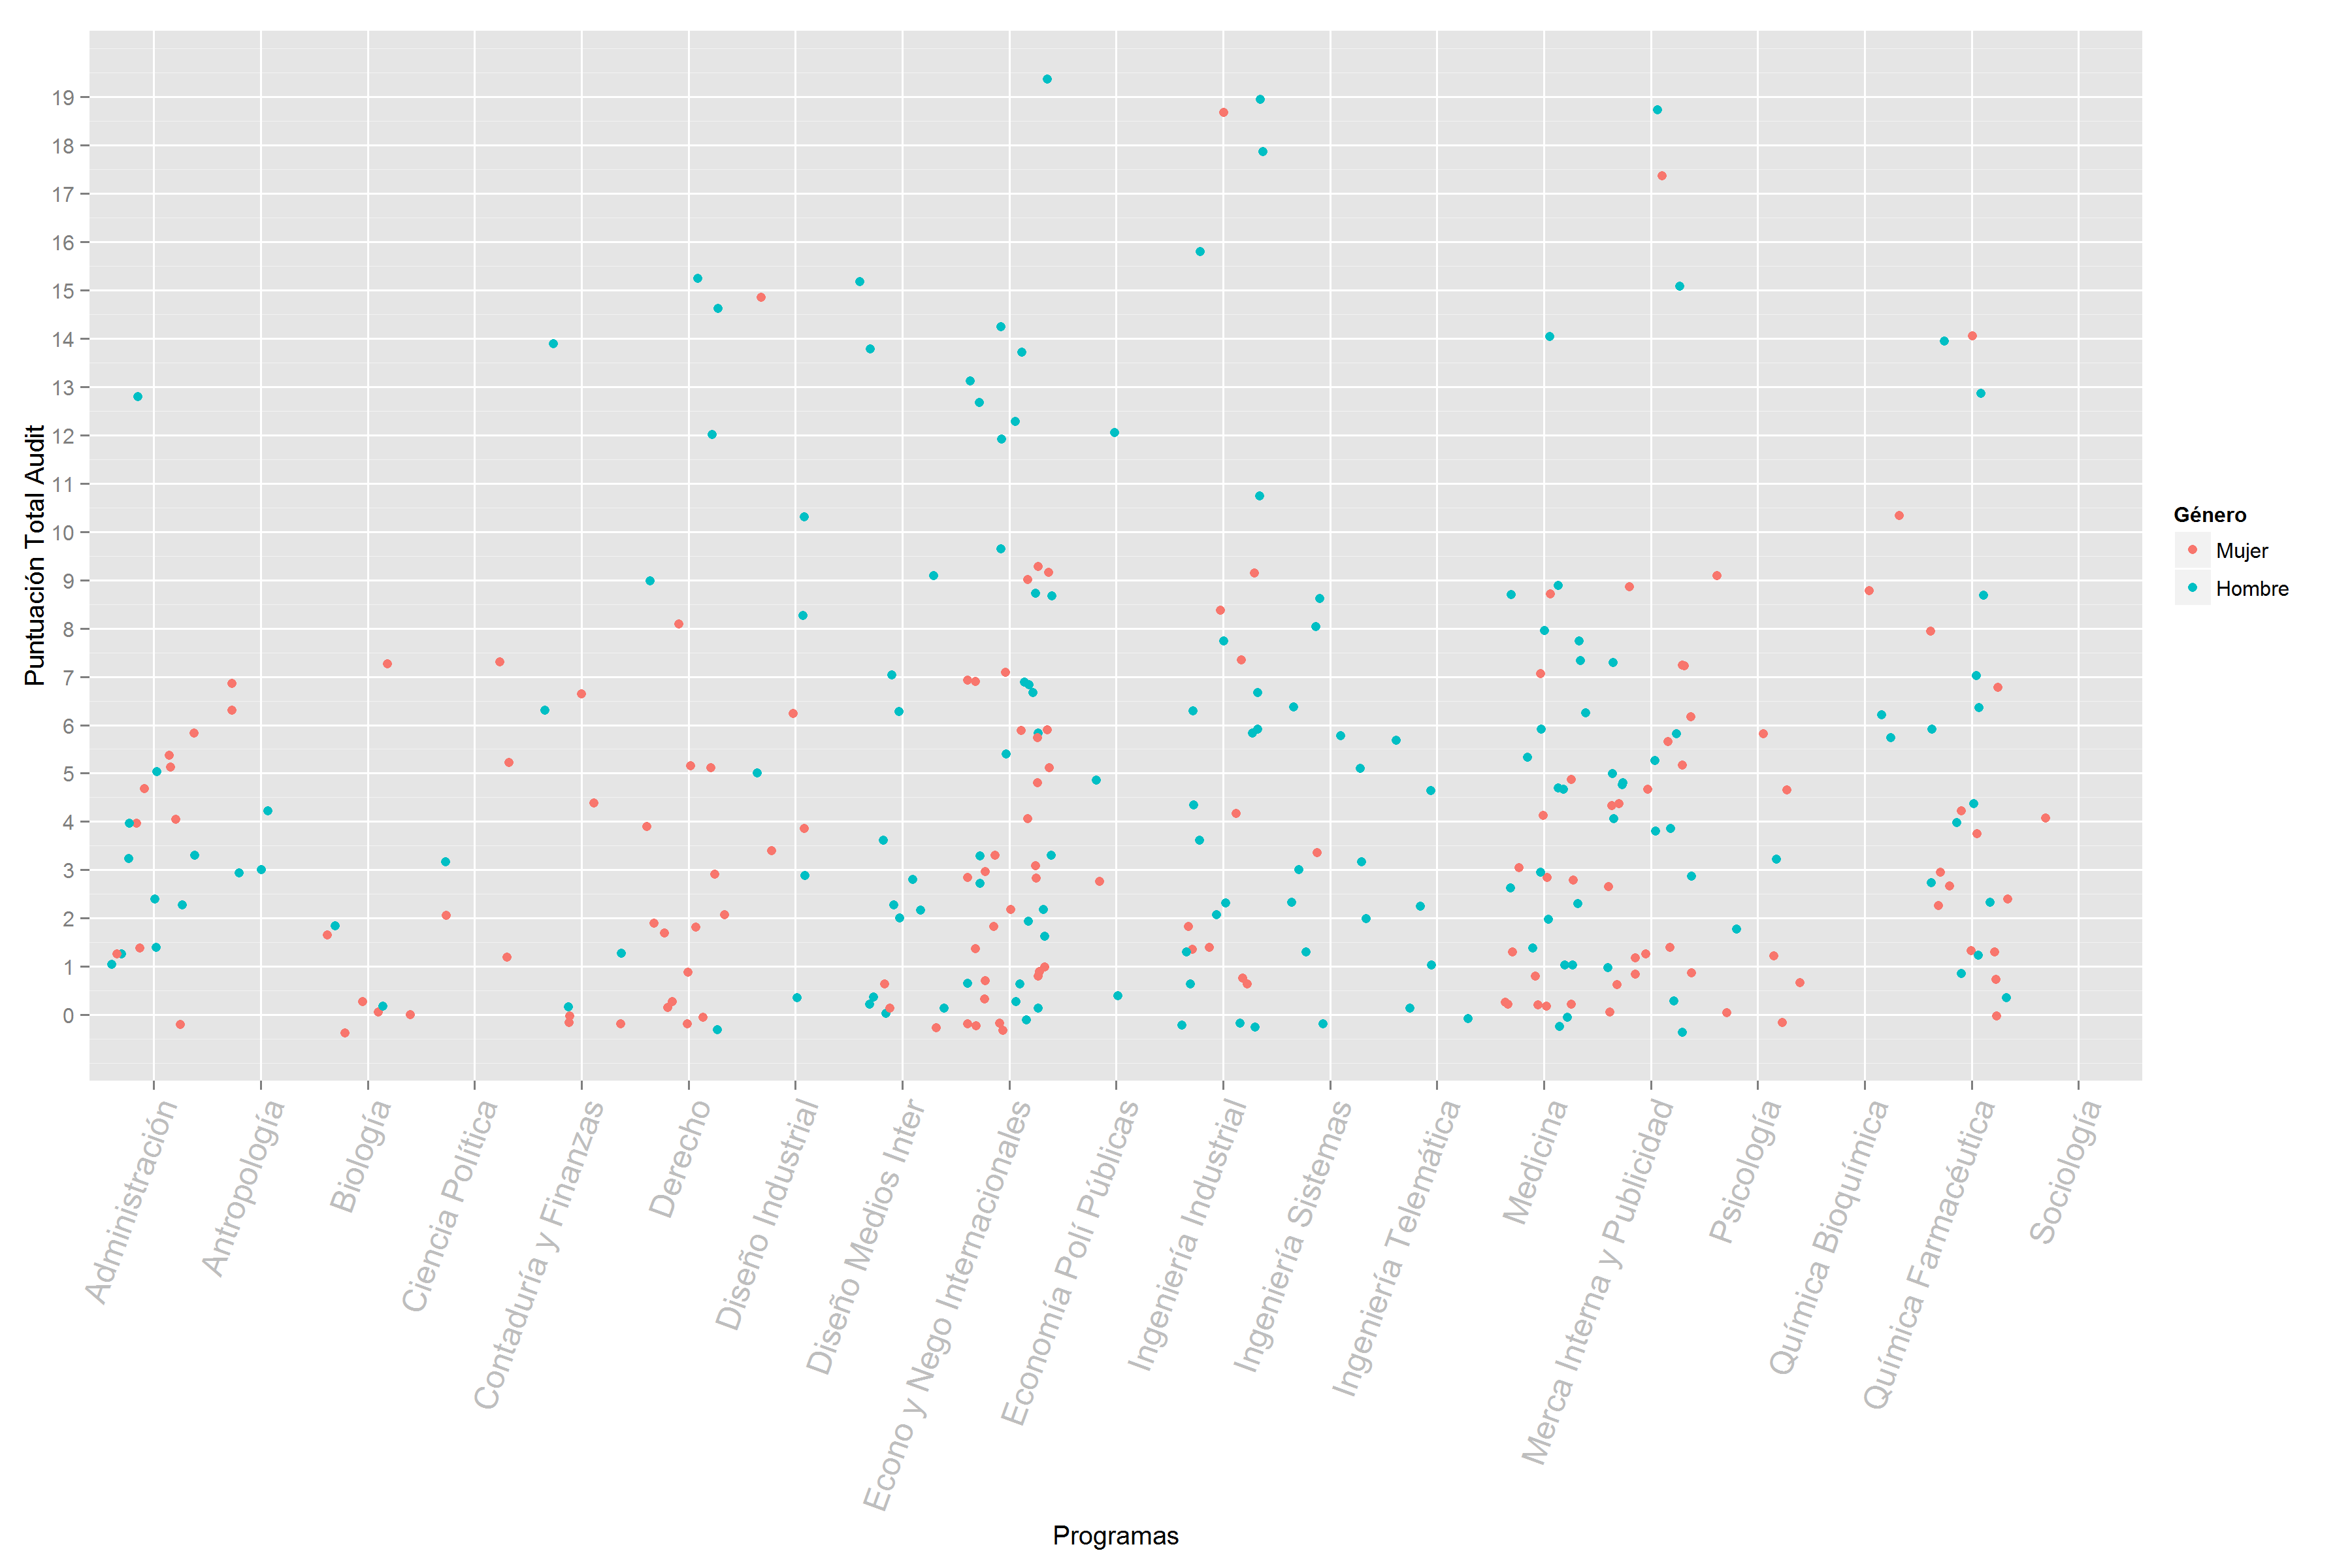 19
18
17
16
15
14
13
12
11
10
9
8
7
6
5
4
3
2
1
0
Puntuación Total Audit
Administración
Antropología
Biología
Ciencia Política
Contaduría y Finanzas
Derecho
Diseño Industrial
Diseño Medios Inter
Econo y Nego Internacionales
Economía Polí Públicas
Ingeniería Industrial
Ingeniería Sistemas
Ingeniería Telemática
Medicina
Merca Interna y Publicidad
Psicología
Química Bioquímica
Química Farmacéutica
Sociología
Programas
Género
Mujer
Hombre